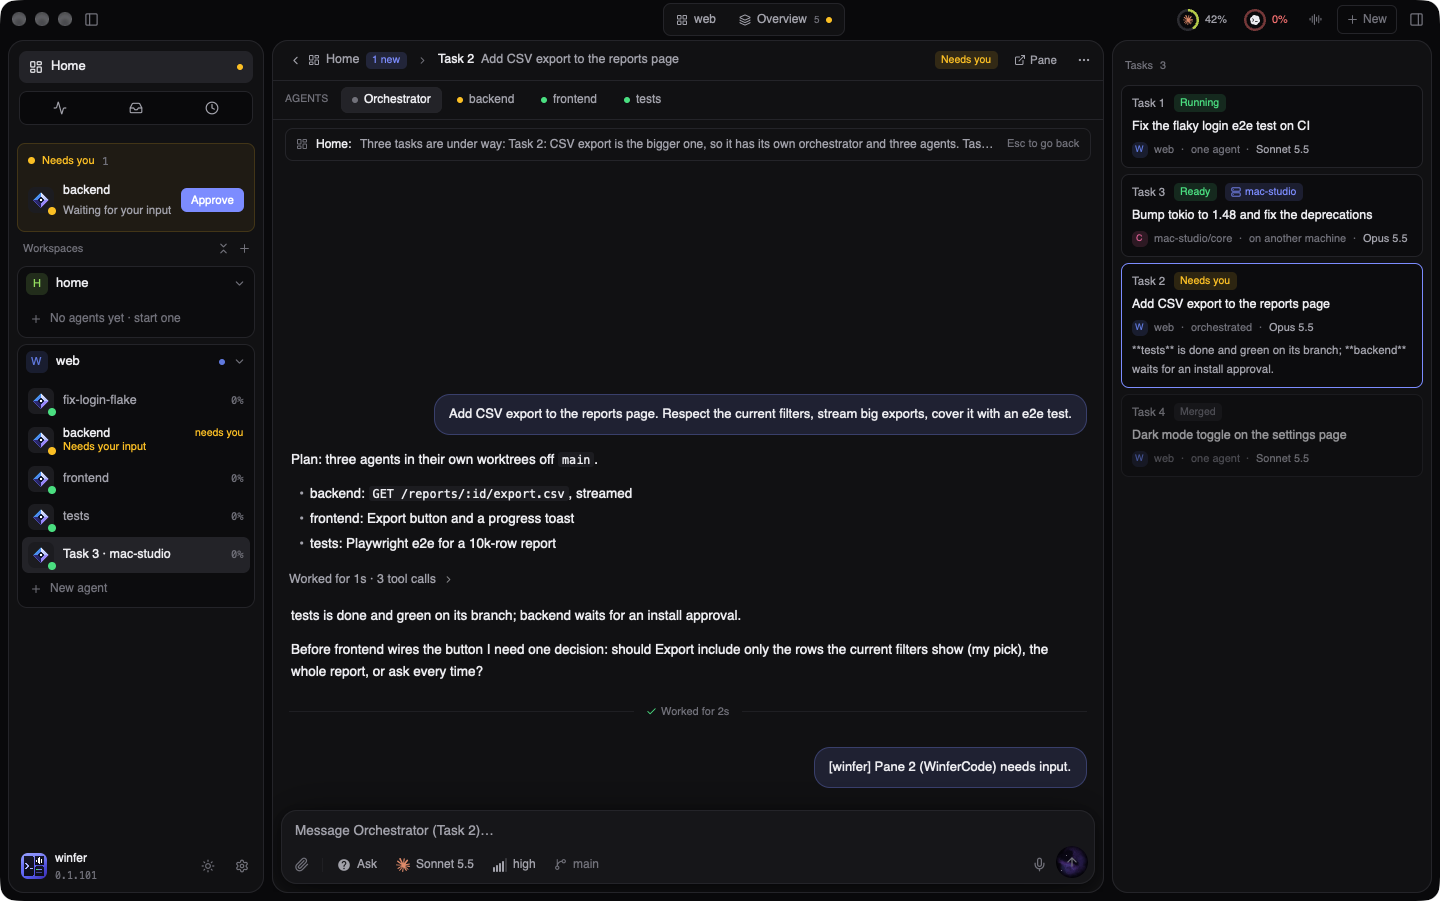 web
Overview 5
42%
0%
New
Home
Needs you 1
backend
Waiting for your input
Approve
Workspaces
H home
No agents yet · start one
W web
fix-login-flake 0%
backend needs you
Needs your input
frontend 0%
tests 0%
Task 3 · mac-studio 0%
New agent
winfer
0.1.101
Home 1 new Task 2 Add CSV export to the reports page Needs you Pane
AGENTS Orchestrator backend frontend tests
Home: Three tasks are under way: Task 2: CSV export is the bigger one, so it has its own orchestrator and three agents. Tas… Esc to go back
Add CSV export to the reports page. Respect the current filters, stream big exports, cover it with an e2e test.
Plan: three agents in their own worktrees off main.
• backend: GET /reports/:id/export.csv, streamed
• frontend: Export button and a progress toast
• tests: Playwright e2e for a 10k-row report
Worked for 1s · 3 tool calls
tests is done and green on its branch; backend waits for an install approval.
Before frontend wires the button I need one decision: should Export include only the rows the current filters show (my pick), the
whole report, or ask every time?
Worked for 2s
[winfer] Pane 2 (WinferCode) needs input.
Message Orchestrator (Task 2)…
Ask Sonnet 5.5 high main
Tasks 3
Task 1 Running
Fix the flaky login e2e test on CI
W web · one agent · Sonnet 5.5
Task 3 Ready mac-studio
Bump tokio to 1.48 and fix the deprecations
C mac-studio/core · on another machine · Opus 5.5
Task 2 Needs you
Add CSV export to the reports page
W web · orchestrated · Opus 5.5
**tests** is done and green on its branch; **backend**
waits for an install approval.
Task 4 Merged
Dark mode toggle on the settings page
W web · one agent · Sonnet 5.5